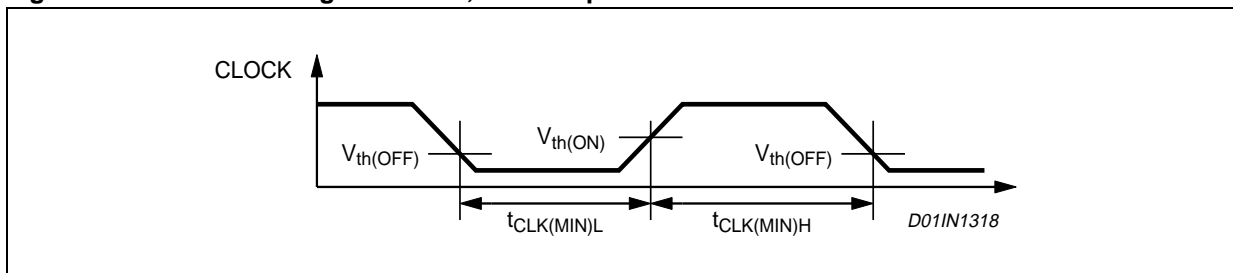 CLOCK
V_th(OFF)
V_th(ON)
V_th(OFF)
t_CLK(MIN)L
t_CLK(MIN)H
D01IN1318